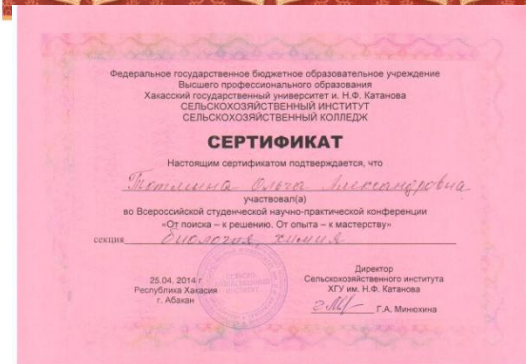 Федеральное государственное бюджетное образовательное учреждение
Высшего профессионального образования
Хакасский государственный университет и. Н.Ф. Катанова
СЕЛЬСКОХОЗЯЙСТВЕННЫЙ ИНСТИТУТ
СЕЛЬСКОХОЗЯЙСТВЕННЫЙ КОЛЛЕДЖ
СЕРТИФИКАТ
Настоящим сертификатом подтверждается, что
Ольга Александровна
участвовал(а)
во Всероссийской студенческой научно-практической конференции
«От поиска – к решению. От опыта – к мастерству»
секция биология, химия
25.04. 2014 г
Республика Хакасия
г. Абакан
Директор
Сельскохозяйственного института
ХГУ им. Н.Ф. Катанова
Г.А. Минюхина